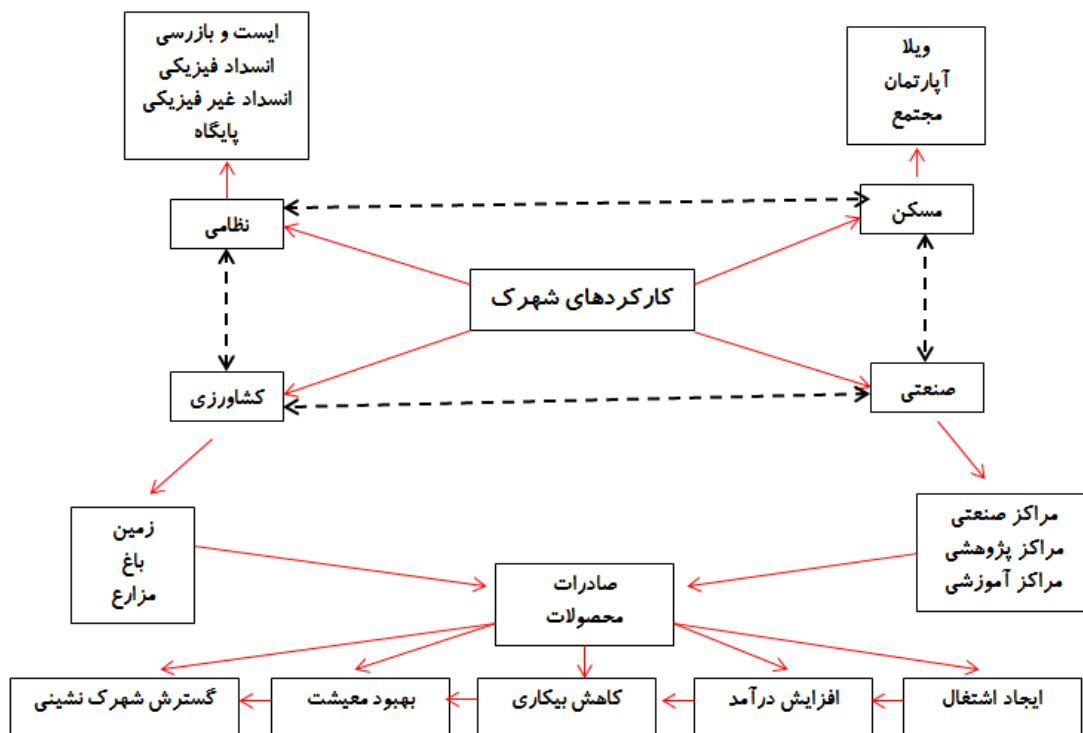 ایست و بازرسی
انسداد فیزیکی
انسداد غیر فیزیکی
پایگاه
ویلا
آپارتمان
مجتمع
نظامی
مسکن
کارکردهای شهرک
کشاورزی
صنعتی
زمین
باغ
مزارع
مراکز صنعتی
مراکز پژوهشی
مراکز آموزشی
صادرات
محصولات
ایجاد اشتغال
افزایش درآمد
کاهش بیکاری
بهبود معیشت
گسترش شهرک نشینی